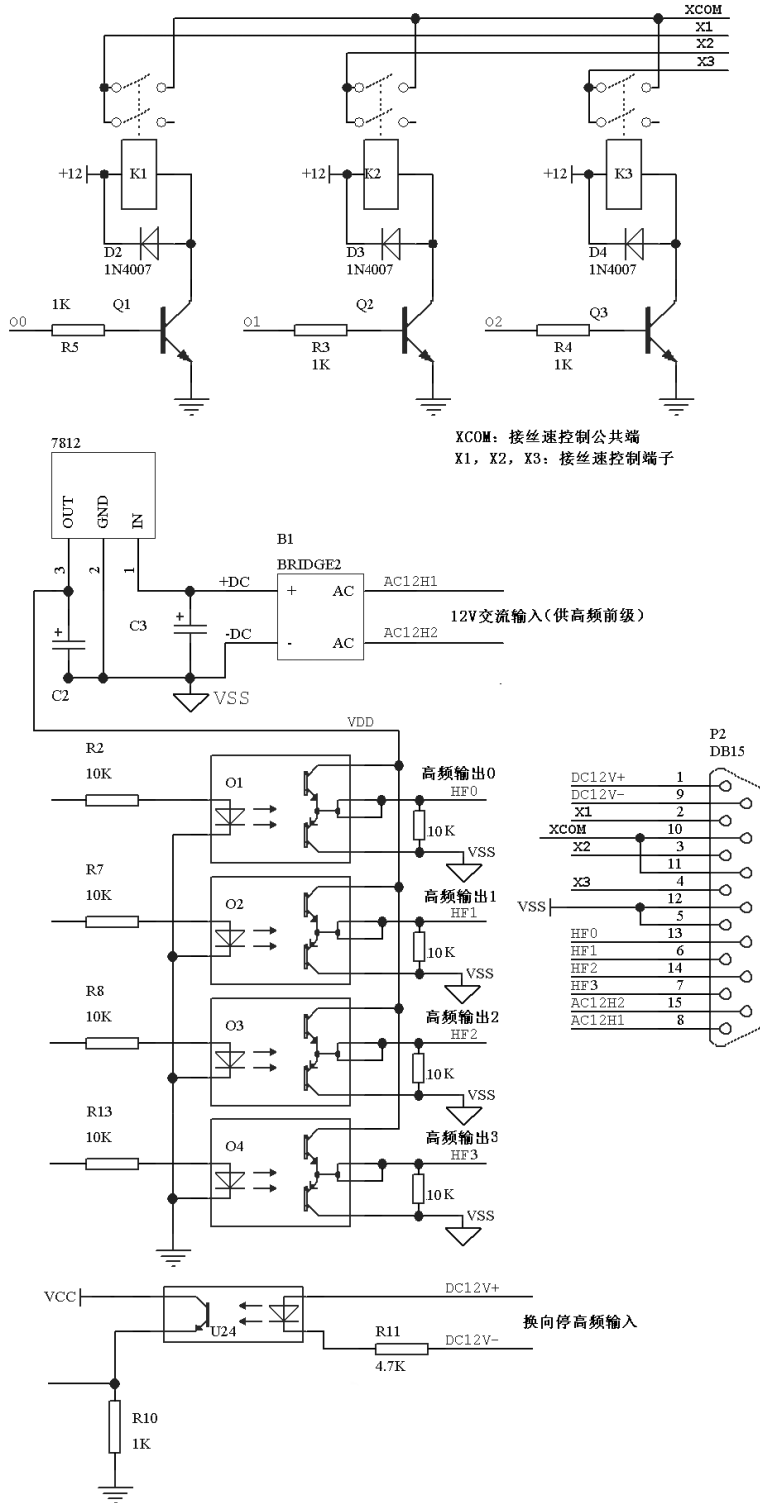 XCOM
X1
X2
X3
+12
K1
+12
K2
+12
K3
D2
1N4007
D3
1N4007
D4
1N4007
1K
Q1
Q2
Q3
O0
R5
O1
R3
1K
O2
R4
1K
XCOM：接丝速控制公共端
X1，X2，X3：接丝速控制端子
7812
OUT
GND
IN
3
2
1
B1
BRIDGE2
+DC
-DC
+
AC
-
AC
AC12H1
AC12H2
12V交流输入(供高频前级)
+
C2
C3
+
VSS
VDD
R2
10K
O1
高频输出0
HF0
10K
VSS
R7
10K
O2
高频输出1
HF1
10K
VSS
R8
10K
O3
高频输出2
HF2
10K
VSS
R13
10K
O4
高频输出3
HF3
10K
VSS
P2
DB15
DC12V+ 1
DC12V- 9
X1 2
XCOM 10
X2 3
11
X3 4
VSS 12
5
HF0 13
HF1 6
HF2 14
HF3 7
AC12H2 15
AC12H1 8
VCC
U24
DC12V+
DC12V-
R11
4.7K
换向停高频输入
R10
1K